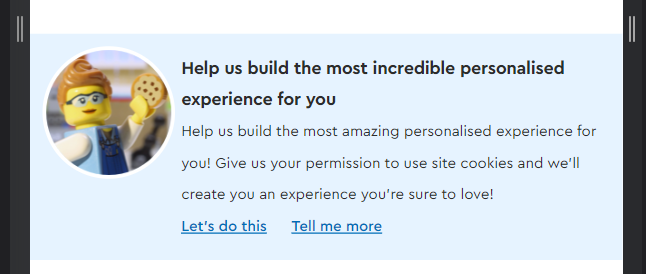 Help us build the most incredible personalised
experience for you
Help us build the most amazing personalised experience for
you! Give us your permission to use site cookies and we'll
create you an experience you're sure to love!
Let's do this Tell me more